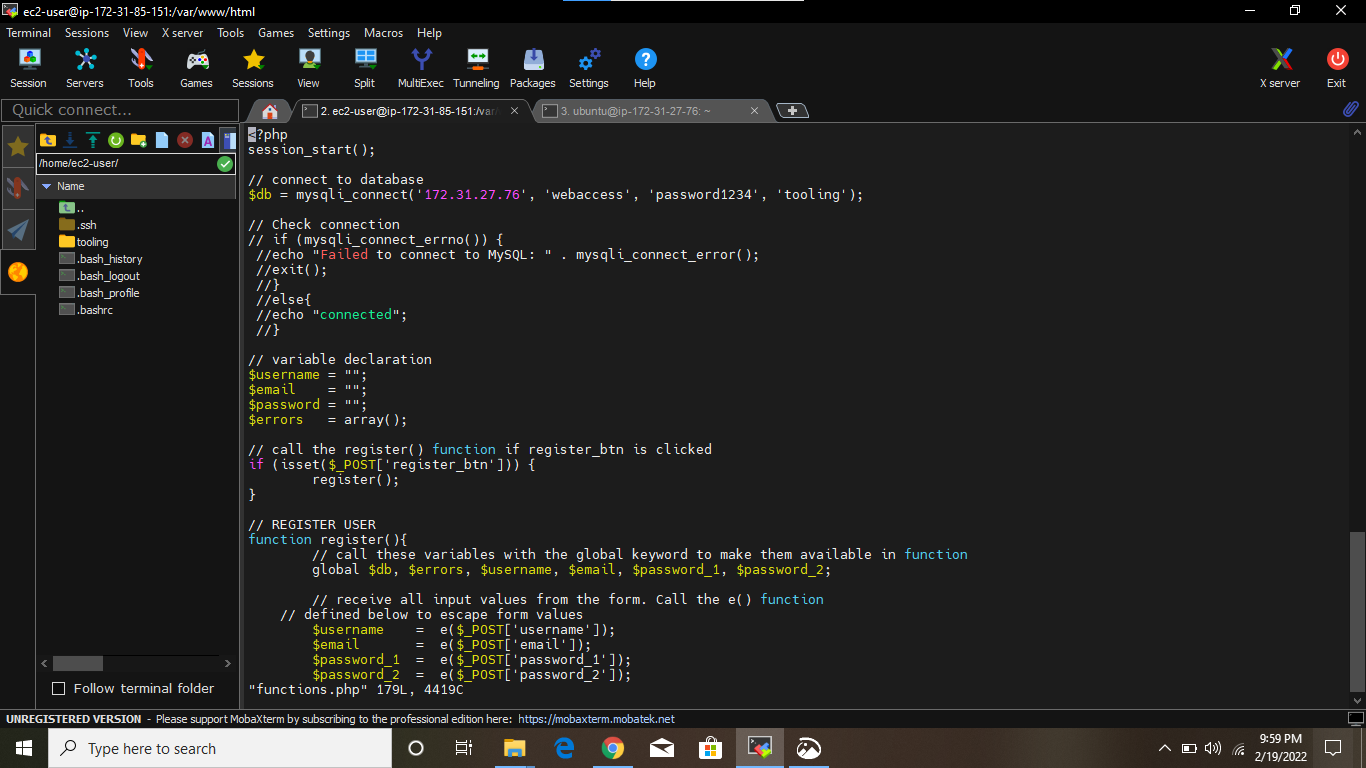 ec2-user@ip-172-31-85-151:/var/www/html
Terminal Sessions View X server Tools Games Settings Macros Help
Session Servers Tools Games Sessions View Split MultiExec Tunneling Packages Settings Help X server Exit
Quick connect...
2. ec2-user@ip-172-31-85-151:/var/
3. ubuntu@ip-172-31-27-76: ~
/home/ec2-user/
Name
..
.ssh
tooling
.bash_history
.bash_logout
.bash_profile
.bashrc
Follow terminal folder
<?php
session_start();
// connect to database
$db = mysqli_connect('172.31.27.76', 'webaccess', 'password1234', 'tooling');
// Check connection
// if (mysqli_connect_errno()) {
//echo "Failed to connect to MySQL: " . mysqli_connect_error();
//exit();
//}
//else{
//echo "connected";
//}
// variable declaration
$username = "";
$email    = "";
$password = "";
$errors   = array();
// call the register() function if register_btn is clicked
if (isset($_POST['register_btn'])) {
        register();
}
// REGISTER USER
function register(){
        // call these variables with the global keyword to make them available in function
        global $db, $errors, $username, $email, $password_1, $password_2;
        // receive all input values from the form. Call the e() function
    // defined below to escape form values
        $username    =  e($_POST['username']);
        $email       =  e($_POST['email']);
        $password_1  =  e($_POST['password_1']);
        $password_2  =  e($_POST['password_2']);
"functions.php" 179L, 4419C
UNREGISTERED VERSION - Please support MobaXterm by subscribing to the professional edition here: https://mobaxterm.mobatek.net
Type here to search
9:59 PM
2/19/2022